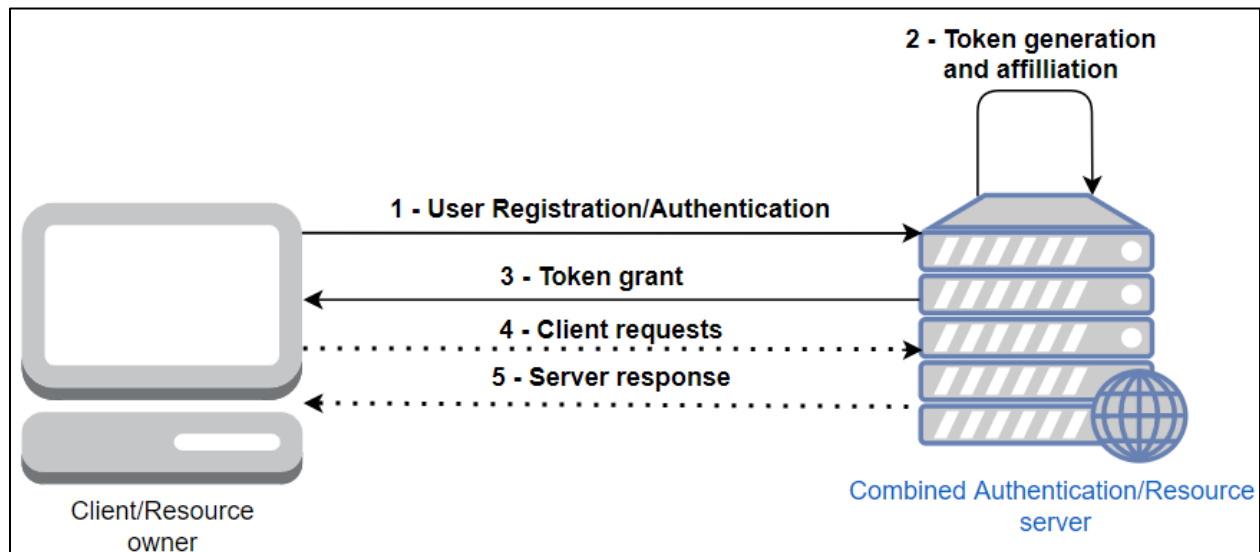 2 - Token generation
and affilliation
1 - User Registration/Authentication
3 - Token grant
4 - Client requests
5 - Server response
Client/Resource
owner
Combined Authentication/Resource
server